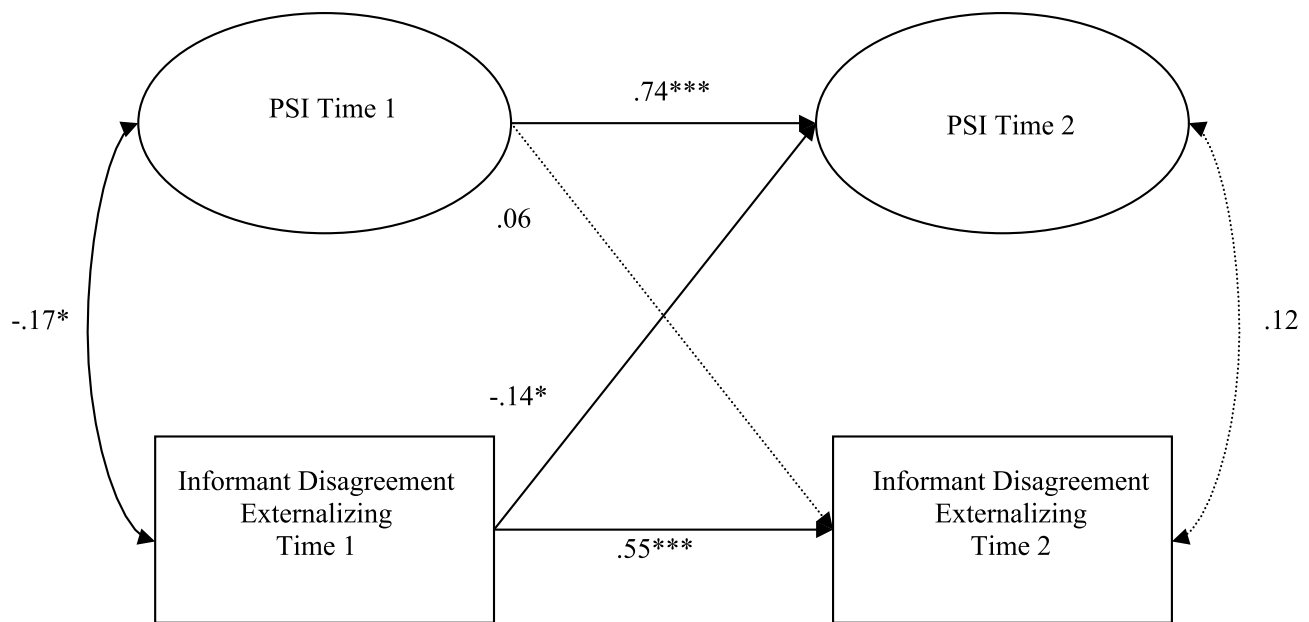 .74***
PSI Time 1
PSI Time 2
.06
-.17*
.12
-.14*
Informant Disagreement
Externalizing
Time 1
Informant Disagreement
Externalizing
Time 2
.55***